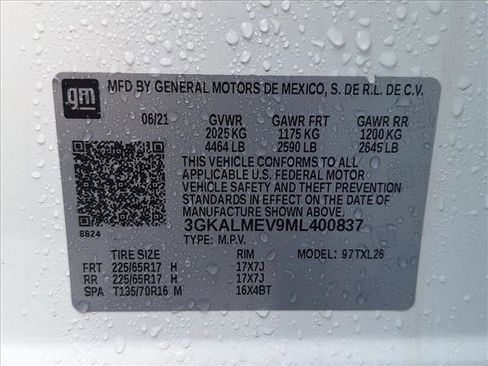 gm
MFD BY GENERAL MOTORS DE MEXICO, S. DE R.L. DE C.V.
06/21 GVWR GAWR FRT GAWR RR
2025 KG 1175 KG 1200 KG
4464 LB 2590 LB 2645 LB
THIS VEHICLE CONFORMS TO ALL
APPLICABLE U.S. FEDERAL MOTOR
VEHICLE SAFETY AND THEFT PREVENTION
STANDARDS IN EFFECT ON THE DATE OF
MANUFACTURE SHOWN ABOVE.
8624 3GKALMEV9ML400837
TYPE: M.P.V. MODEL: 97TXL26
TIRE SIZE RIM
FRT 225/65R17 H 17X7J
RR 225/65R17 H 17X7J
SPA T135/70R16 M 16X4BT